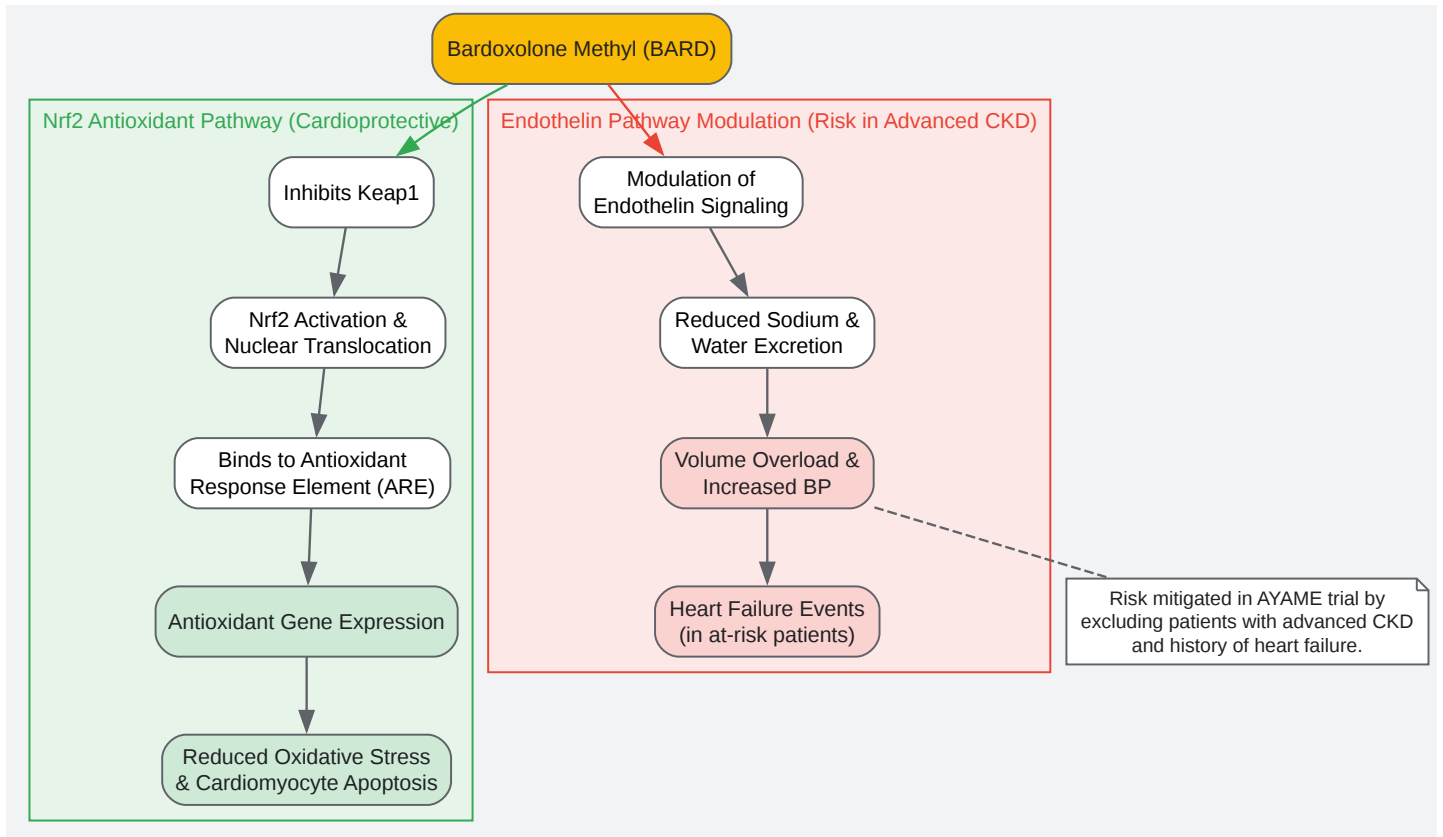 Bardoxolone Methyl (BARD)
Nrf2 Antioxidant Pathway (Cardioprotective)
Inhibits Keap1
Nrf2 Activation &
Nuclear Translocation
Binds to Antioxidant
Response Element (ARE)
Antioxidant Gene Expression
Reduced Oxidative Stress
& Cardiomyocyte Apoptosis
Endothelin Pathway Modulation (Risk in Advanced CKD)
Modulation of
Endothelin Signaling
Reduced Sodium &
Water Excretion
Volume Overload &
Increased BP
Heart Failure Events
(in at-risk patients)
Risk mitigated in AYAME trial by
excluding patients with advanced CKD
and history of heart failure.